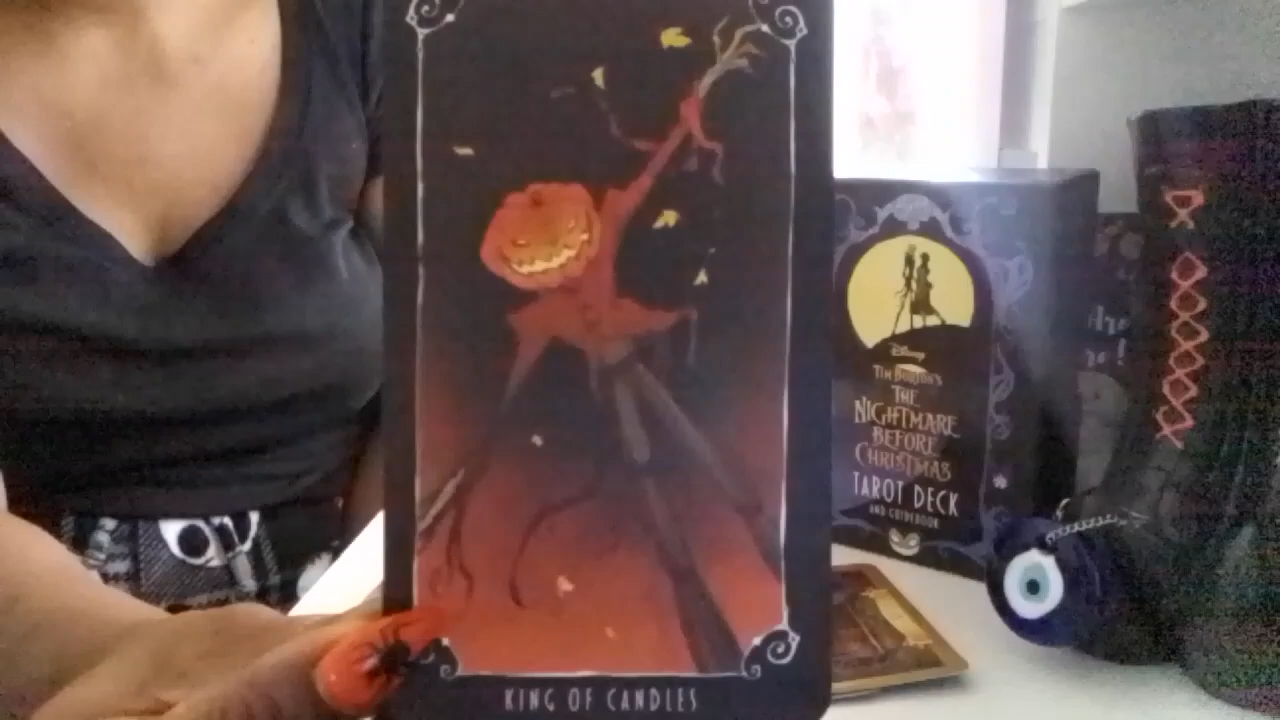 KING OF CANDLES
Disney
TIM BURTON'S
THE
NIGHTMARE
BEFORE
CHRISTMAS
TAROT DECK
AND GUIDEBOOK